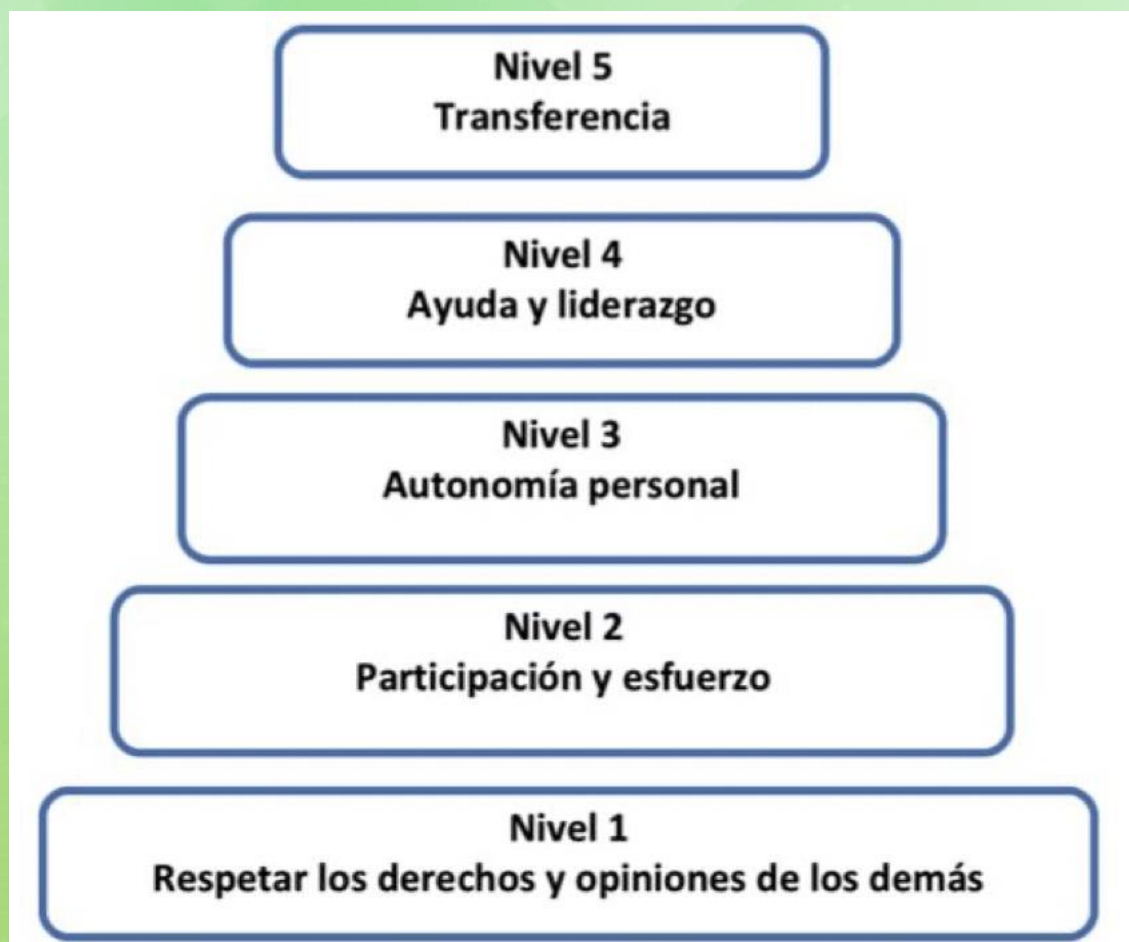 Nivel 5
Transferencia
Nivel 4
Ayuda y liderazgo
Nivel 3
Autonomía personal
Nivel 2
Participación y esfuerzo
Nivel 1
Respetar los derechos y opiniones de los demás